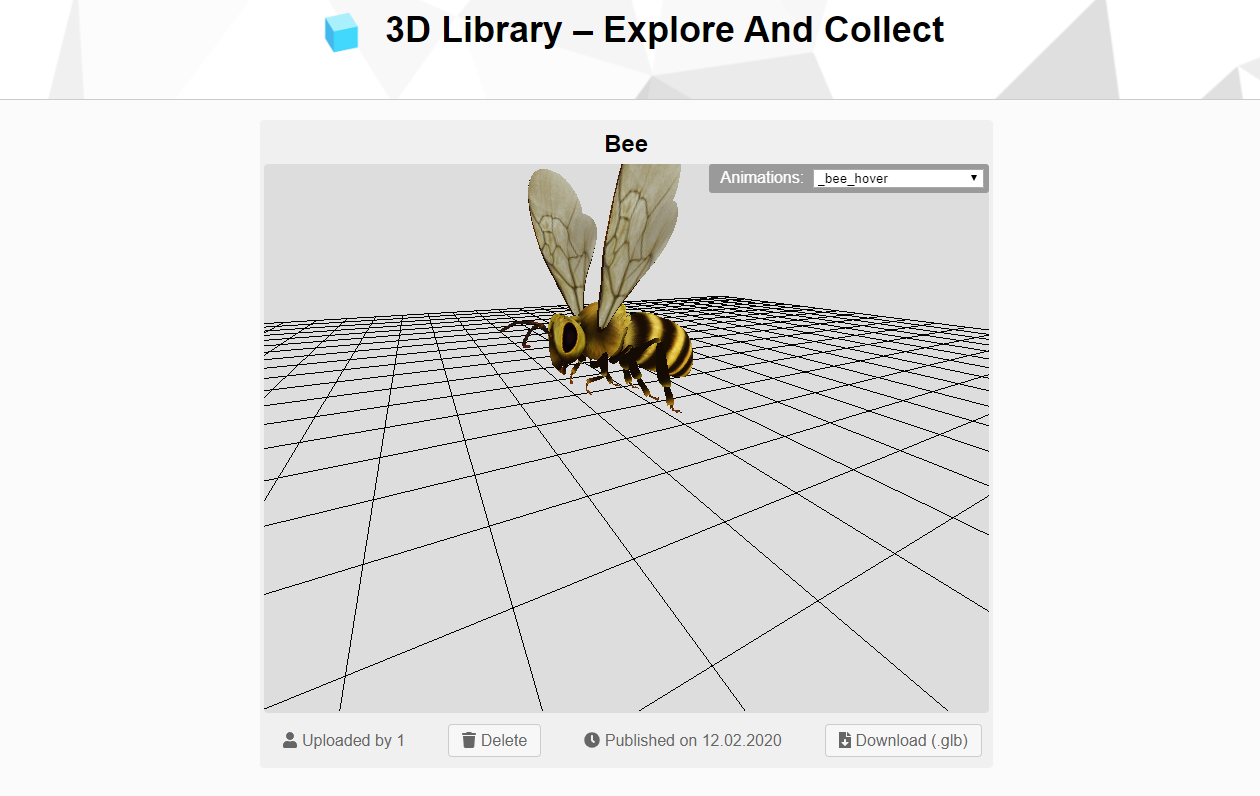 3D Library – Explore And Collect
Bee
Animations: _bee_hover
Uploaded by 1 Delete Published on 12.02.2020 Download (.glb)